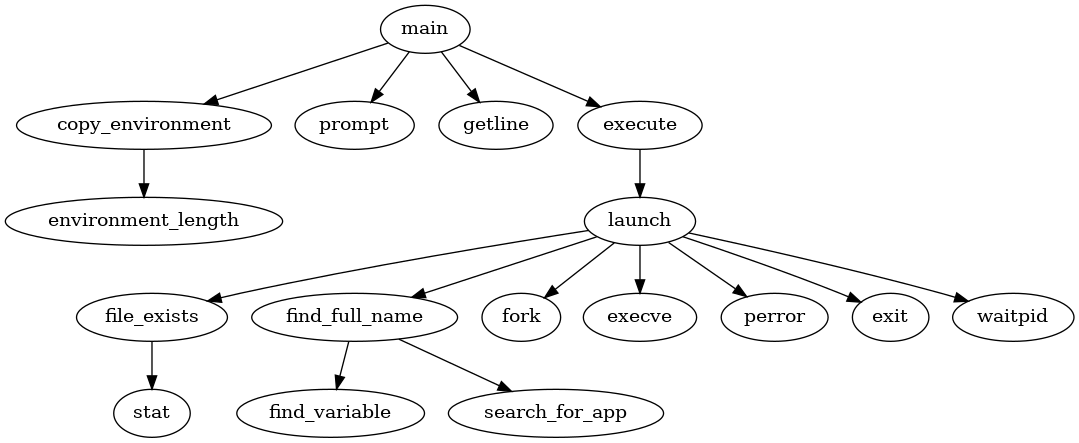 main
copy_environment
prompt
getline
execute
environment_length
launch
file_exists
find_full_name
fork
execve
perror
exit
waitpid
stat
find_variable
search_for_app